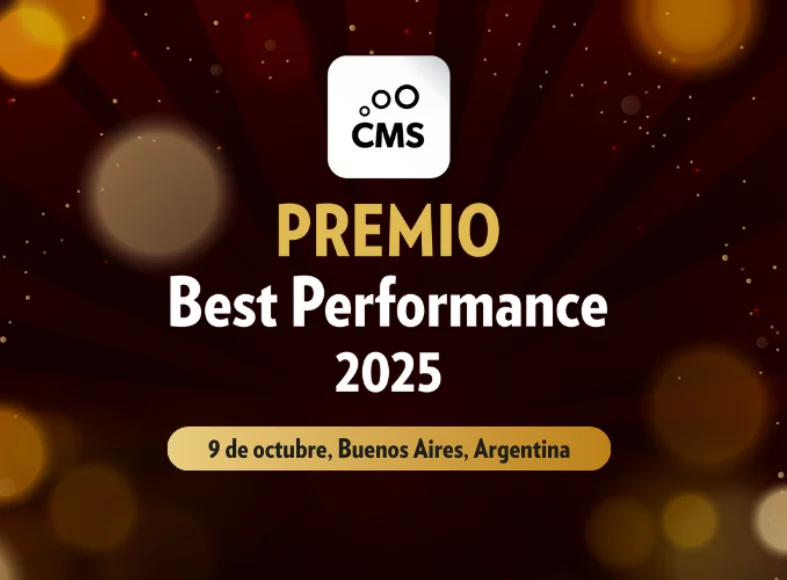 CMS
PREMIO
Best Performance
2025
9 de octubre, Buenos Aires, Argentina